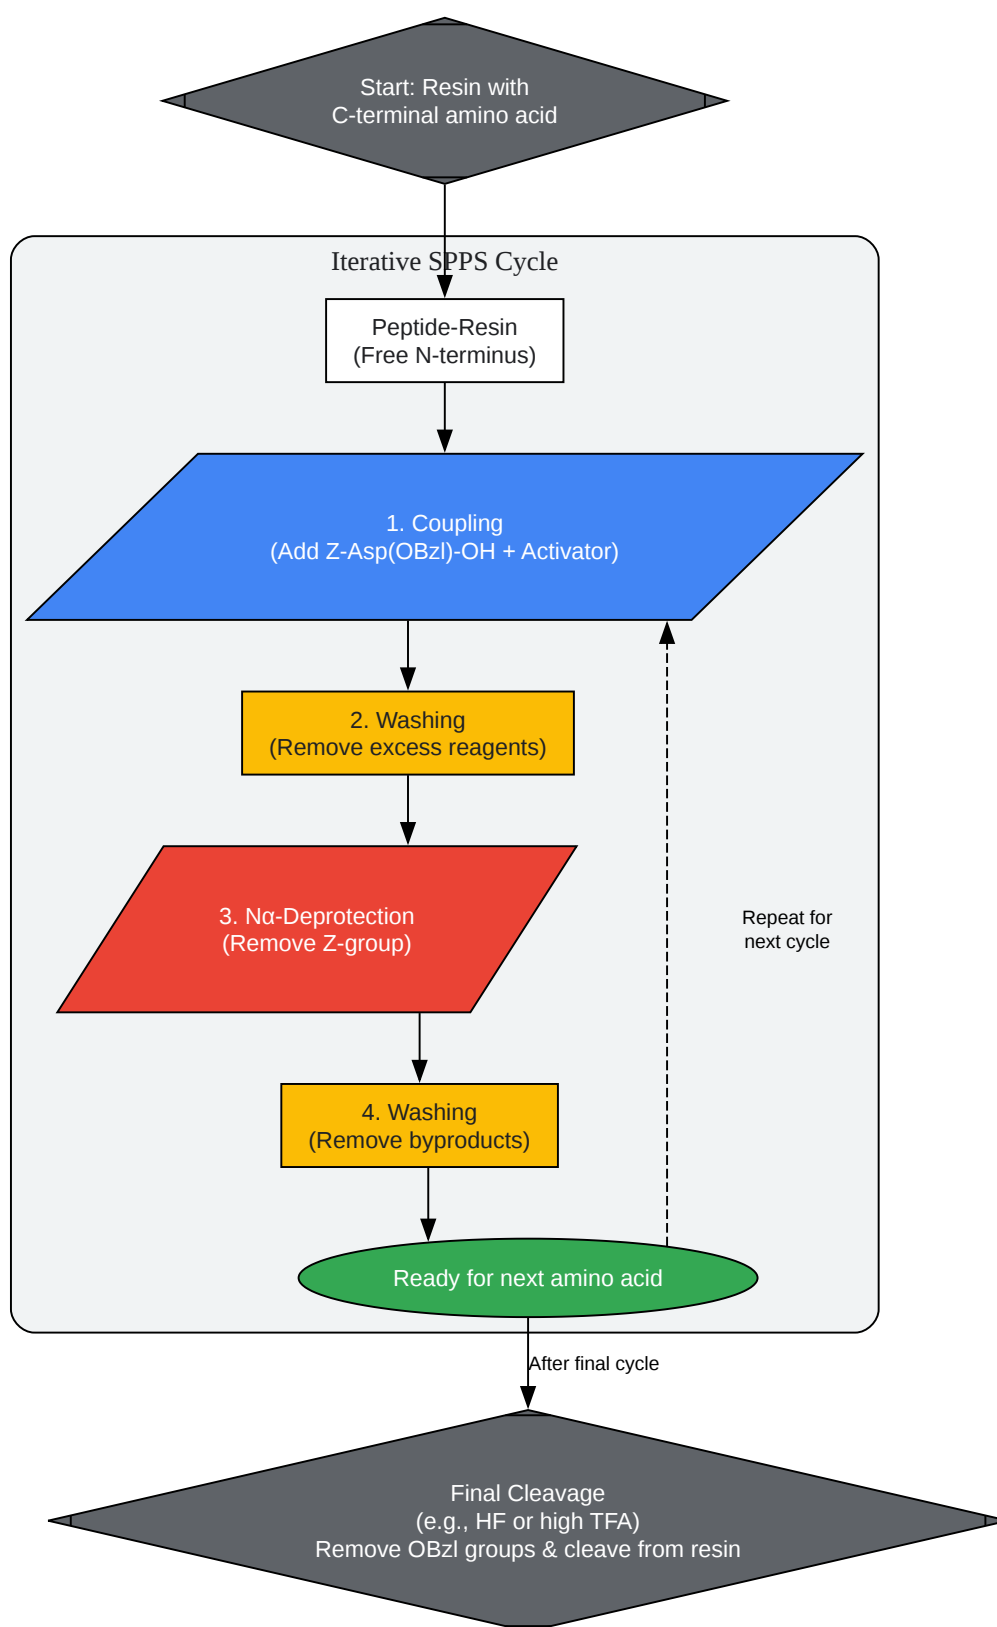 Start: Resin with
C-terminal amino acid
Iterative SPPS Cycle
Peptide-Resin
(Free N-terminus)
1. Coupling
(Add Z-Asp(OBzl)-OH + Activator)
2. Washing
(Remove excess reagents)
3. Nα-Deprotection
(Remove Z-group)
Repeat for
next cycle
4. Washing
(Remove byproducts)
Ready for next amino acid
After final cycle
Final Cleavage
(e.g., HF or high TFA)
Remove OBzl groups & cleave from resin